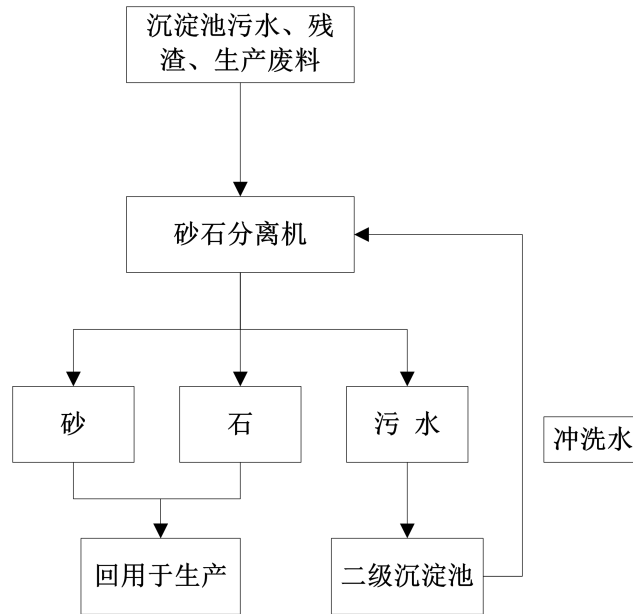 沉淀池污水、残
渣、生产废料
砂石分离机
砂
石
污 水
冲洗水
回用于生产
二级沉淀池